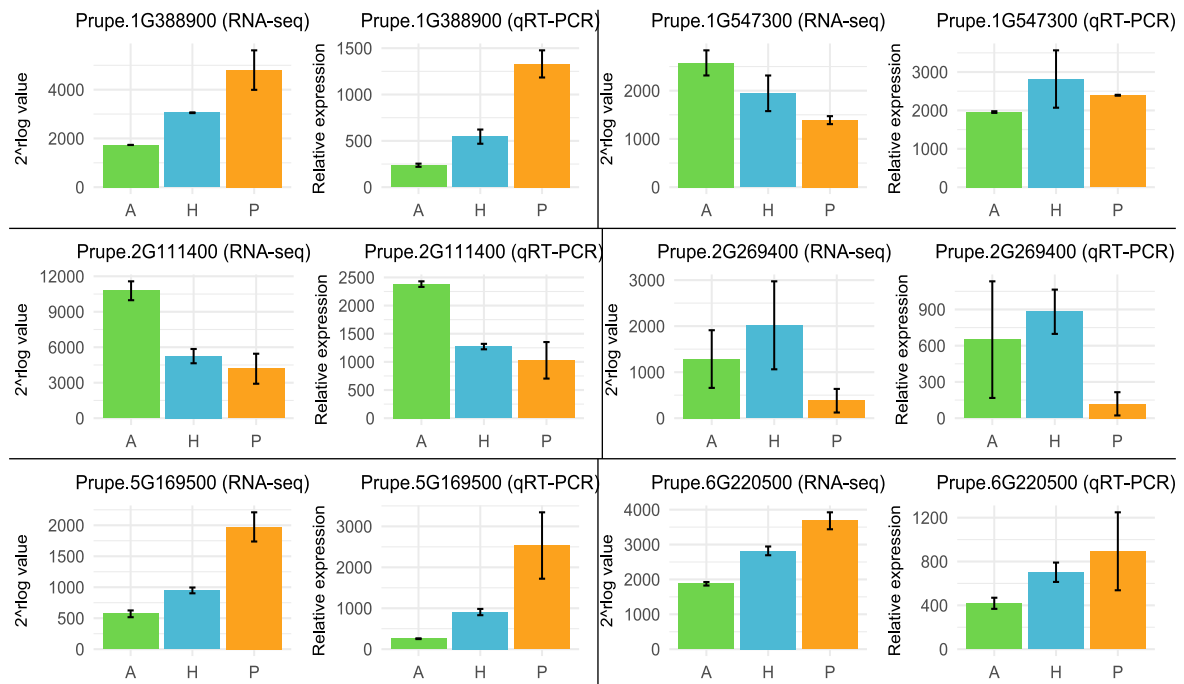 Prupe.1G388900 (RNA-seq)
2^rlog value
4000
2000
0
A H P
Prupe.1G388900 (qRT-PCR)
Relative expression
1500
1000
500
0
A H P
Prupe.1G547300 (RNA-seq)
2^rlog value
2000
1000
0
A H P
Prupe.1G547300 (qRT-PCR)
Relative expression
3000
2000
1000
0
A H P
Prupe.2G111400 (RNA-seq)
2^rlog value
12000
9000
6000
3000
0
A H P
Prupe.2G111400 (qRT-PCR)
Relative expression
2500
2000
1500
1000
500
0
A H P
Prupe.2G269400 (RNA-seq)
2^rlog value
3000
2000
1000
0
A H P
Prupe.2G269400 (qRT-PCR)
Relative expression
900
600
300
0
A H P
Prupe.5G169500 (RNA-seq)
2^rlog value
2000
1500
1000
500
0
A H P
Prupe.5G169500 (qRT-PCR)
Relative expression
3000
2000
1000
0
A H P
Prupe.6G220500 (RNA-seq)
2^rlog value
4000
3000
2000
1000
0
A H P
Prupe.6G220500 (qRT-PCR)
Relative expression
1200
800
400
0
A H P